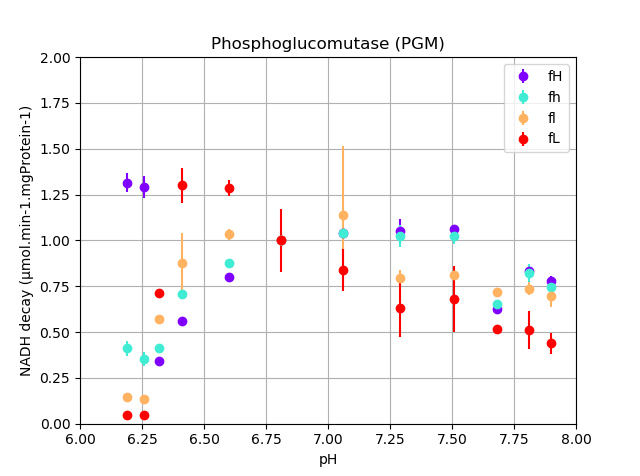 Phosphoglucomutase (PGM)
NADH decay (μmol.min-1.mgProtein-1)
2.00
1.75
1.50
1.25
1.00
0.75
0.50
0.25
0.00
fH
fh
fl
fL
6.00 6.25 6.50 6.75 7.00 7.25 7.50 7.75 8.00
pH